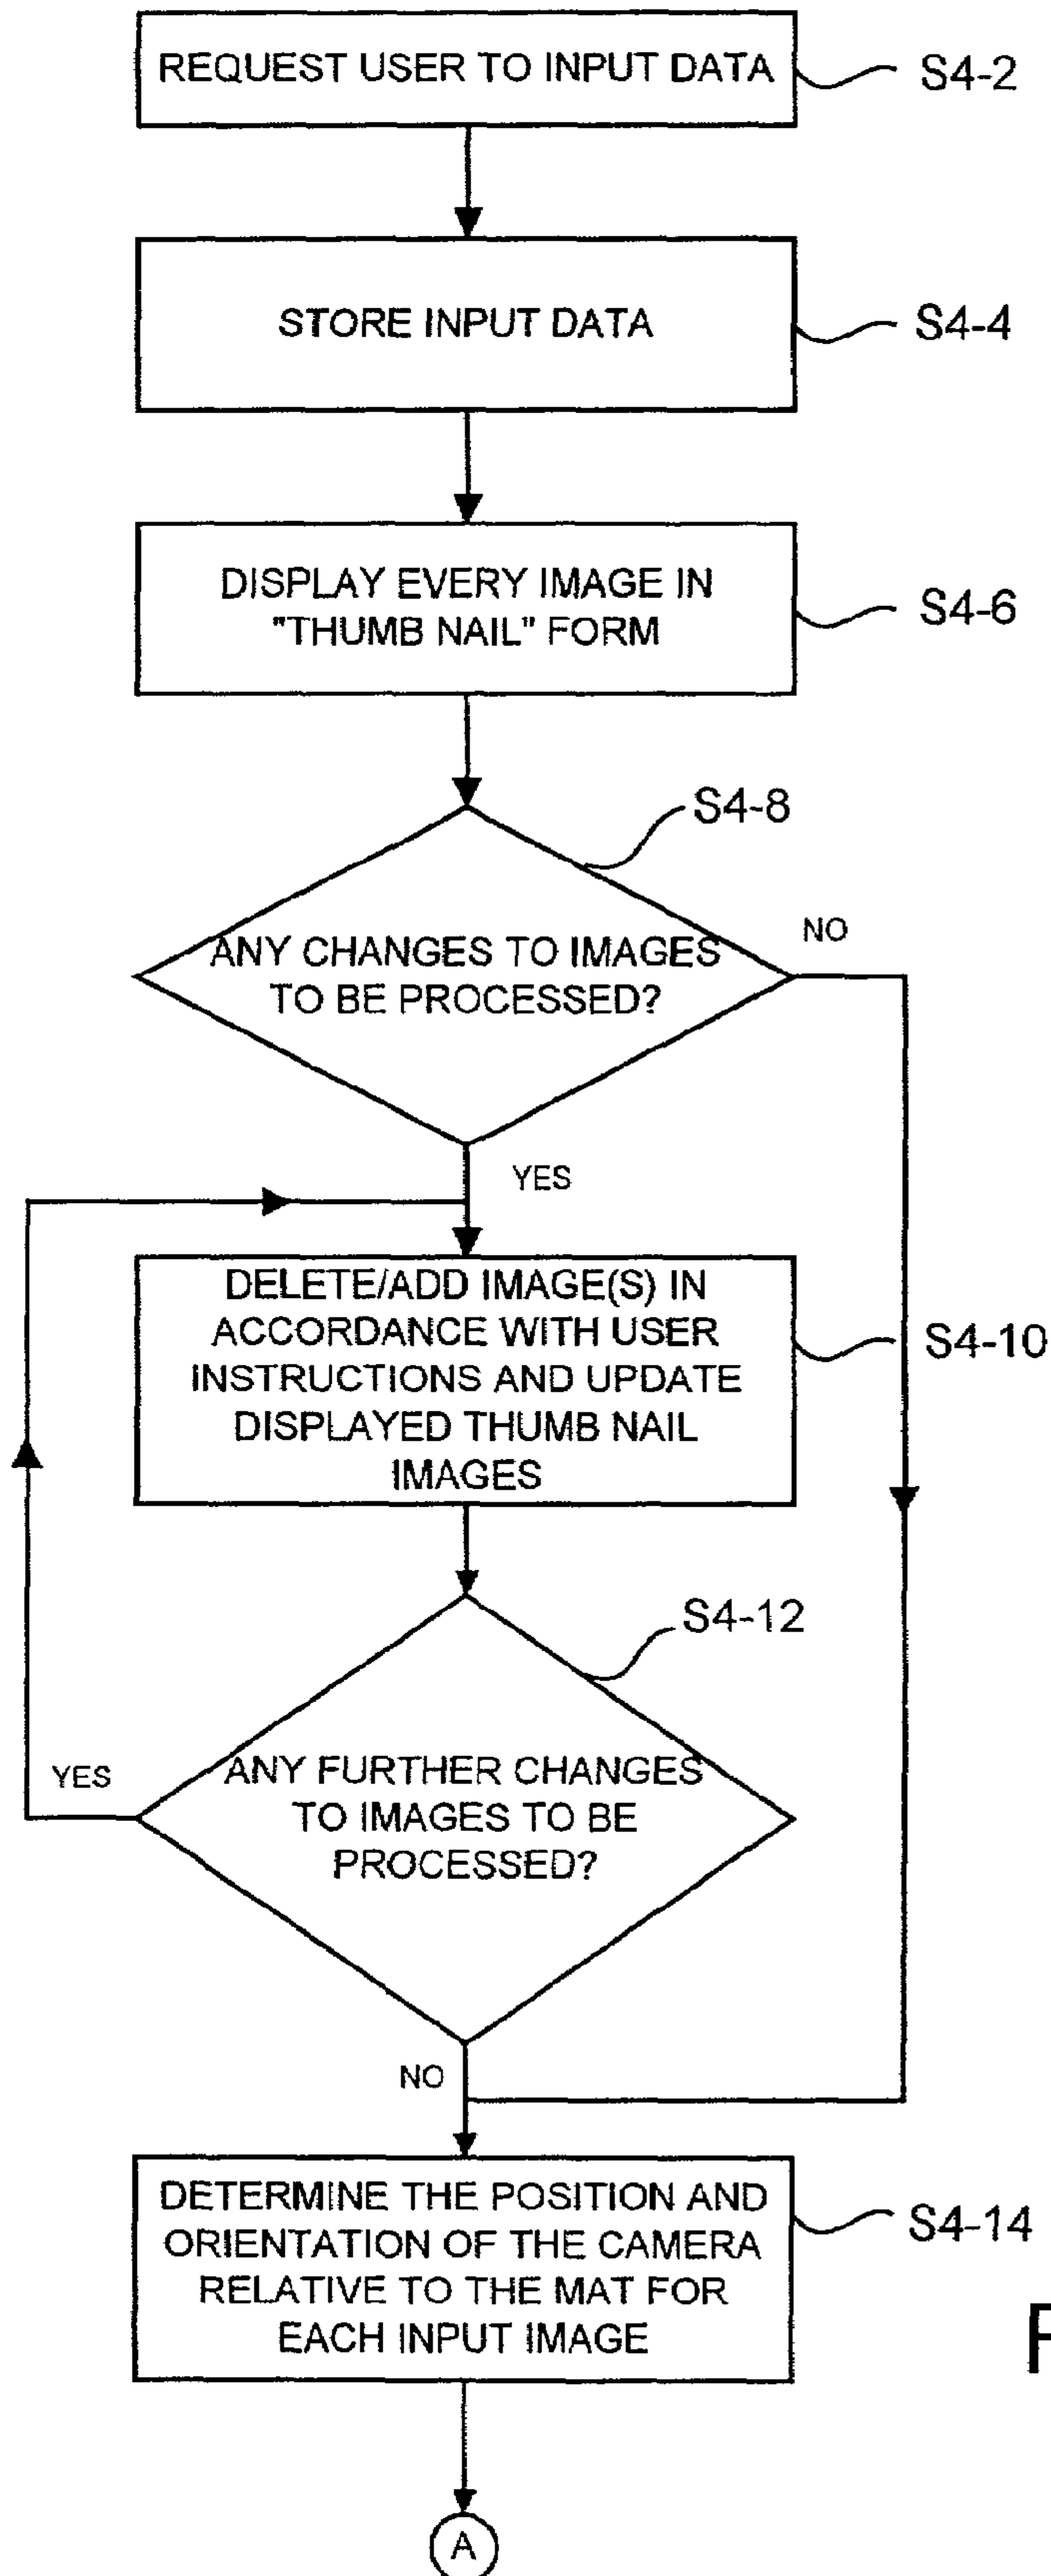 REQUEST USER TO INPUT DATA
S4-2
STORE INPUT DATA
S4-4
DISPLAY EVERY IMAGE IN
"THUMB NAIL" FORM
S4-6
S4-8
ANY CHANGES TO IMAGES
TO BE PROCESSED?
NO
YES
DELETE/ADD IMAGE(S) IN
ACCORDANCE WITH USER
INSTRUCTIONS AND UPDATE
DISPLAYED THUMB NAIL
IMAGES
S4-10
S4-12
YES
ANY FURTHER CHANGES
TO IMAGES TO BE
PROCESSED?
NO
DETERMINE THE POSITION AND
ORIENTATION OF THE CAMERA
RELATIVE TO THE MAT FOR
EACH INPUT IMAGE
S4-14
A